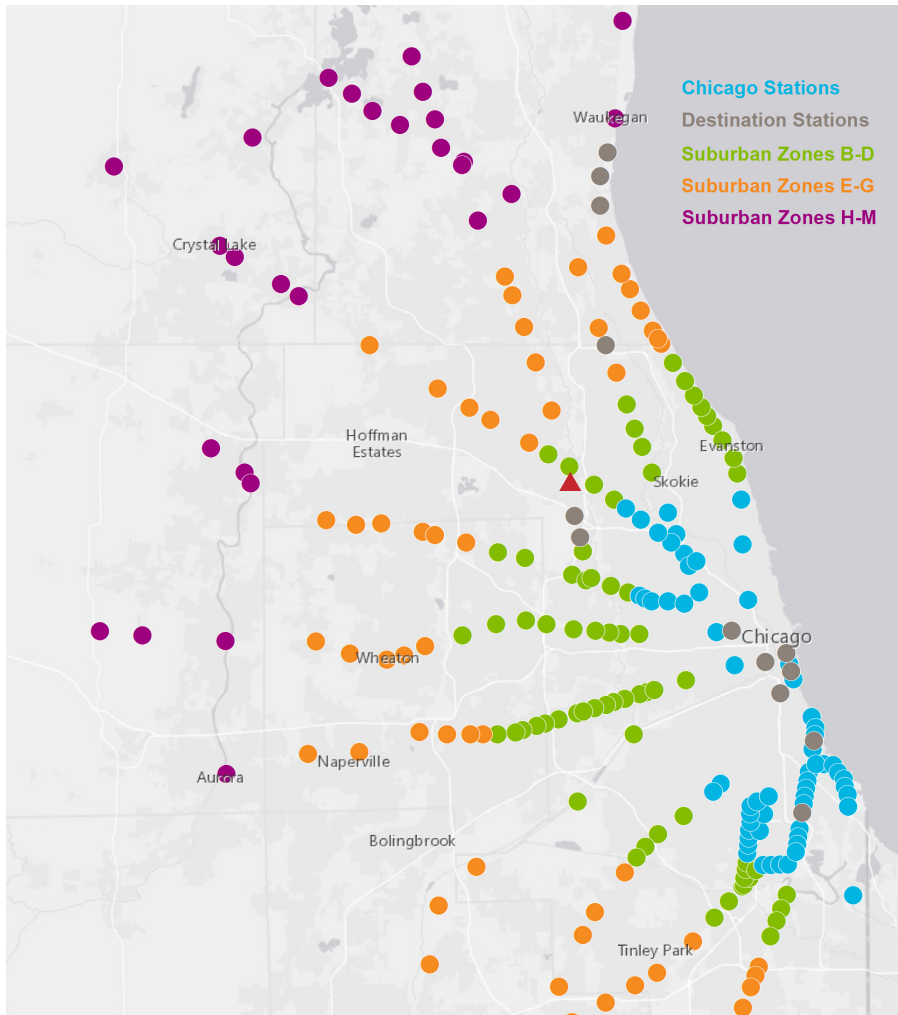 Chicago Stations
Waukegan
Destination Stations
Suburban Zones B-D
Suburban Zones E-G
Suburban Zones H-M
Crystal Lake
Hoffman
Estates
Evanston
Skokie
Chicago
Wheaton
Naperville
Aurora
Bolingbrook
Tinley Park